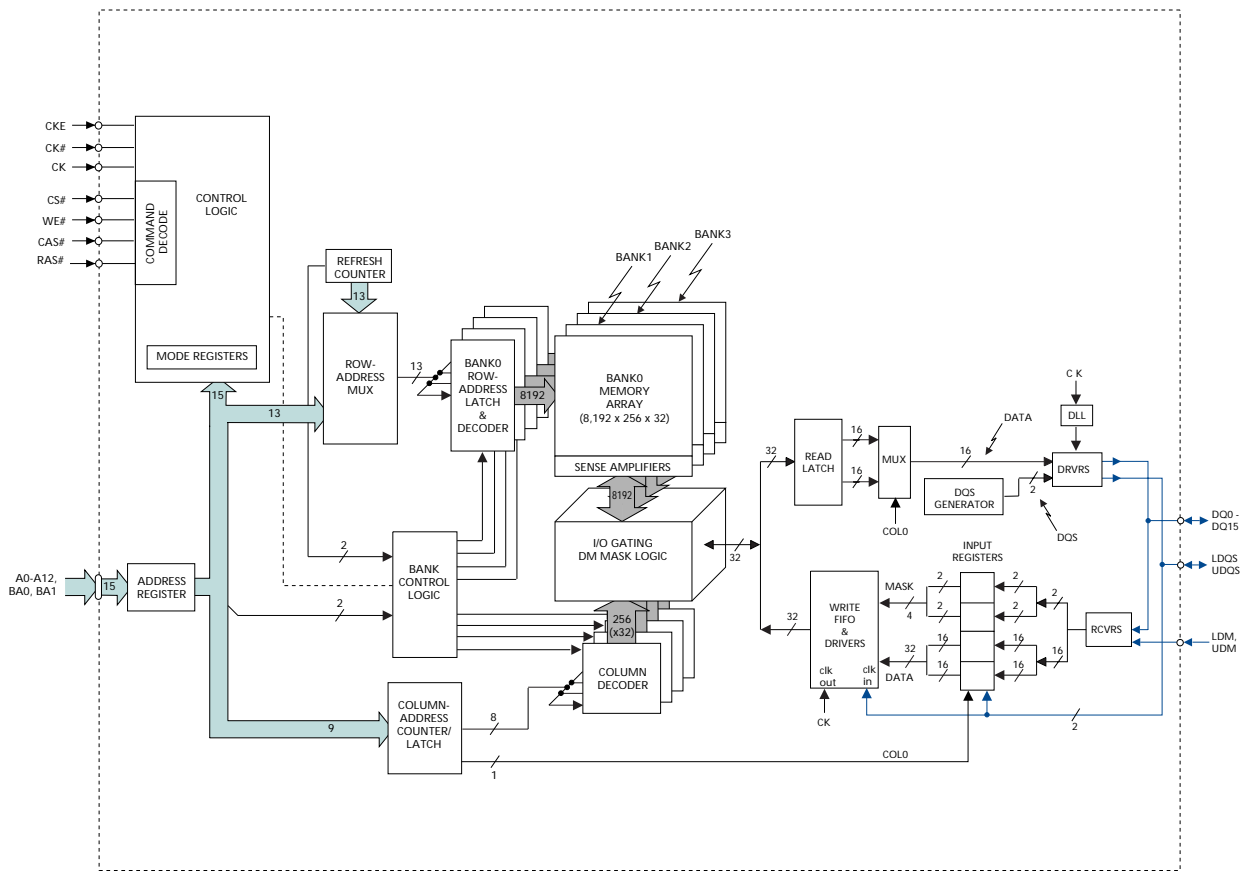 CKE
CK#
CK
CS#
WE#
CAS#
RAS#
COMMAND
DECODE
CONTROL
LOGIC
MODE REGISTERS
REFRESH
COUNTER
13
ROW-
ADDRESS
MUX
13
BANK0
ROW-
ADDRESS
LATCH
&
DECODER
8192
BANK1
BANK2
BANK3
BANK0
MEMORY
ARRAY
(8,192 x 256 x 32)
SENSE AMPLIFIERS
8192
I/O GATING
DM MASK LOGIC
32
15
13
2
2
BANK
CONTROL
LOGIC
256
(x32)
COLUMN
DECODER
A0-A12,
BA0, BA1
15
ADDRESS
REGISTER
9
COLUMN-
ADDRESS
COUNTER/
LATCH
8
1
COL0
32
READ
LATCH
16
16
MUX
COL0
16
DATA
DQS
GENERATOR
2
DQS
C K
DLL
DRVRS
DQ0 -
DQ15
LDQS
UDQS
LDM,
UDM
RCVRS
INPUT
REGISTERS
2
2
2
2
2
16
16
16
16
16
MASK
4
32
DATA
WRITE
FIFO
&
DRIVERS
clk
out
clk
in
CK
32
2